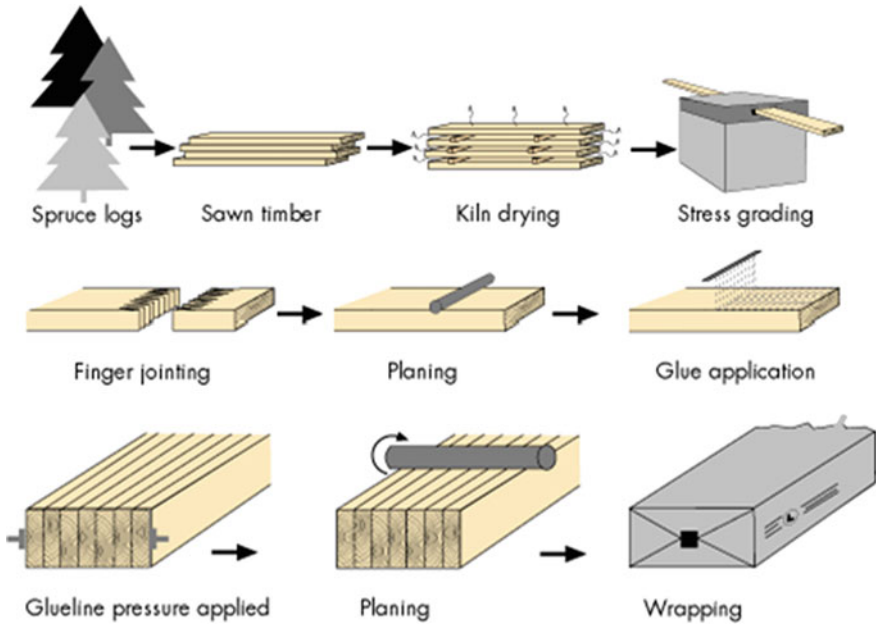 Spruce logs
Sawn timber
Kiln drying
Stress grading
Finger jointing
Planing
Glue application
Glueline pressure applied
Planing
Wrapping